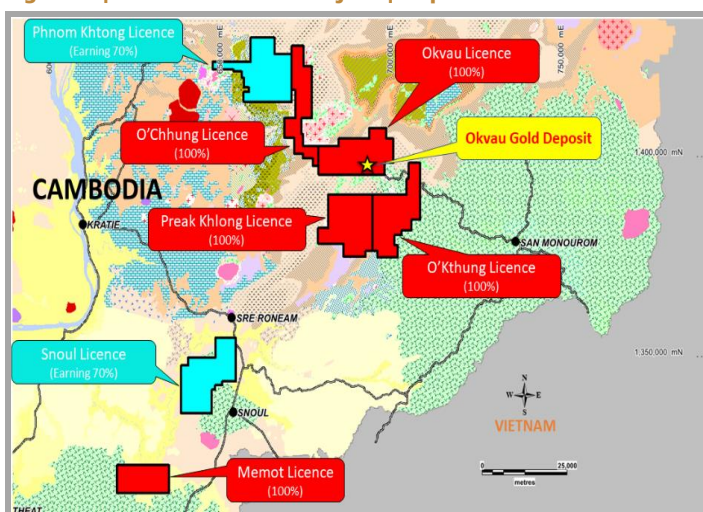 Phnom Khtong Licence
(Earning 70%)
700,000 mE
750,000 mE
Okvau Licence
(100%)
O'Chhung Licence
(100%)
Okvau Gold Deposit
1,400,000 mN
CAMBODIA
KRATIE
Preak Khlong Licence
(100%)
SAN MONOUROM
O'Kthung Licence
(100%)
SRE RONEAM
Snoul Licence
(Earning 70%)
1,350,000 mN
N
W
E
S
SNOUL
VIETNAM
Memot Licence
(100%)
0
25,000
metres
THEAT